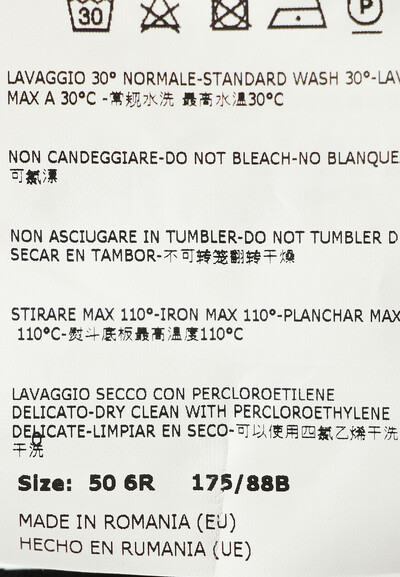 30
P
LAVAGGIO 30° NORMALE-STANDARD WASH 30°-LAV
MAX A 30°C -常规水洗 最高水温30°C
NON CANDEGGIARE-DO NOT BLEACH-NO BLANQUE
可氯漂
NON ASCIUGARE IN TUMBLER-DO NOT TUMBLER D
SECAR EN TAMBOR-不可转笼翻转干燥
STIRARE MAX 110°-IRON MAX 110°-PLANCHAR MAX
110°C-熨斗底板最高温度110°C
LAVAGGIO SECCO CON PERCLOROETILENE
DELICATO-DRY CLEAN WITH PERCLOROETHYLENE
DELICATE-LIMPIAR EN SECO-可以使用四氯乙烯干洗
干洗
Size: 50 6R 175/88B
MADE IN ROMANIA (EU)
HECHO EN RUMANIA (UE)